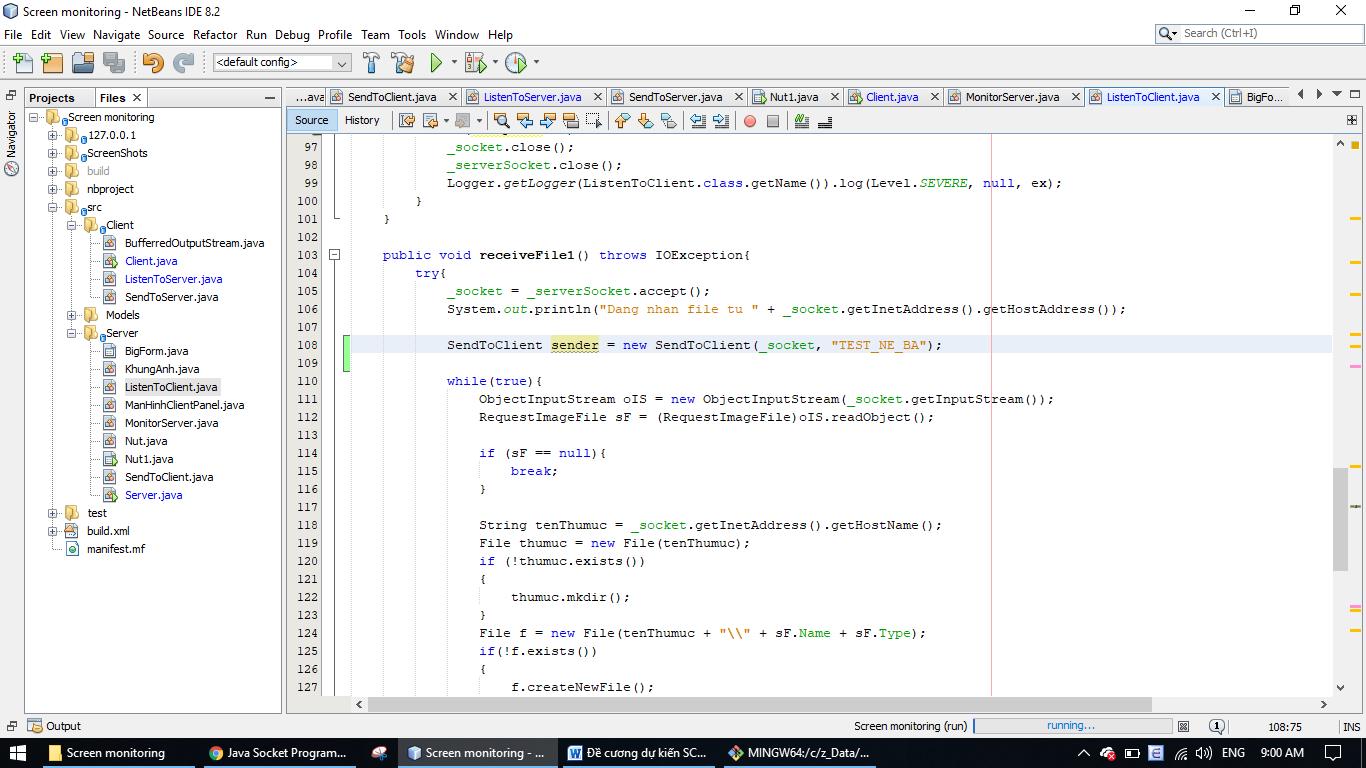 Screen monitoring - NetBeans IDE 8.2
File Edit View Navigate Source Refactor Run Debug Profile Team Tools Window Help
Search (Ctrl+I)
<default config>
Projects Files
...ava SendToClient.java ListenToServer.java SendToServer.java Nut1.java Client.java MonitorServer.java ListenToClient.java BigFo...
Source History
Navigator
Screen monitoring
127.0.0.1
ScreenShots
build
nbproject
src
Client
BufferredOutputStream.java
Client.java
ListenToServer.java
SendToServer.java
Models
Server
BigForm.java
KhungAnh.java
ListenToClient.java
ManHinhClientPanel.java
MonitorServer.java
Nut.java
Nut1.java
SendToClient.java
Server.java
test
build.xml
manifest.mf
97 _socket.close();
98 _serverSocket.close();
99 Logger.getLogger(ListenToClient.class.getName()).log(Level.SEVERE, null, ex);
100 }
101 }
102
103 public void receiveFile1() throws IOException{
104 try{
105 _socket = _serverSocket.accept();
106 System.out.println("Dang nhan file tu " + _socket.getInetAddress().getHostAddress());
107
108 SendToClient sender = new SendToClient(_socket, "TEST_NE_BA");
109
110 while(true){
111 ObjectInputStream oIS = new ObjectInputStream(_socket.getInputStream());
112 RequestImageFile sF = (RequestImageFile)oIS.readObject();
113
114 if (sF == null){
115 break;
116 }
117
118 String tenThumuc = _socket.getInetAddress().getHostName();
119 File thumuc = new File(tenThumuc);
120 if (!thumuc.exists())
121 {
122 thumuc.mkdir();
123 }
124 File f = new File(tenThumuc + "\\" + sF.Name + sF.Type);
125 if(!f.exists())
126 {
127 f.createNewFile();
Output
Screen monitoring (run) running... 1 108:75 INS
Screen monitoring Java Socket Program... Screen monitoring - ... Đề cương dự kiến SC... MINGW64:/c/z_Data/... ENG 9:00 AM